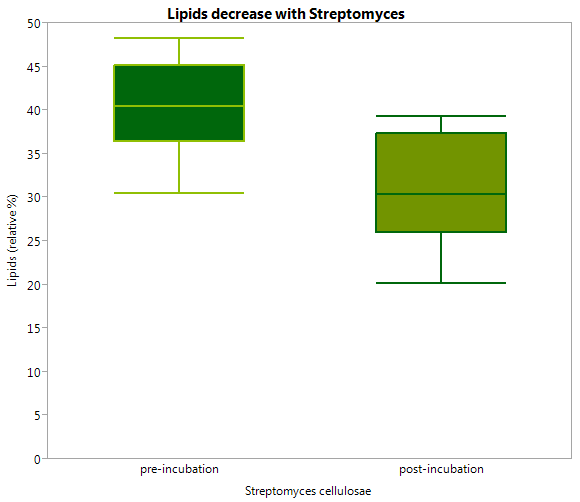 Lipids decrease with Streptomyces
50
45
40
35
30
25
20
15
10
5
0
Lipids (relative %)
pre-incubation post-incubation
Streptomyces cellulosae